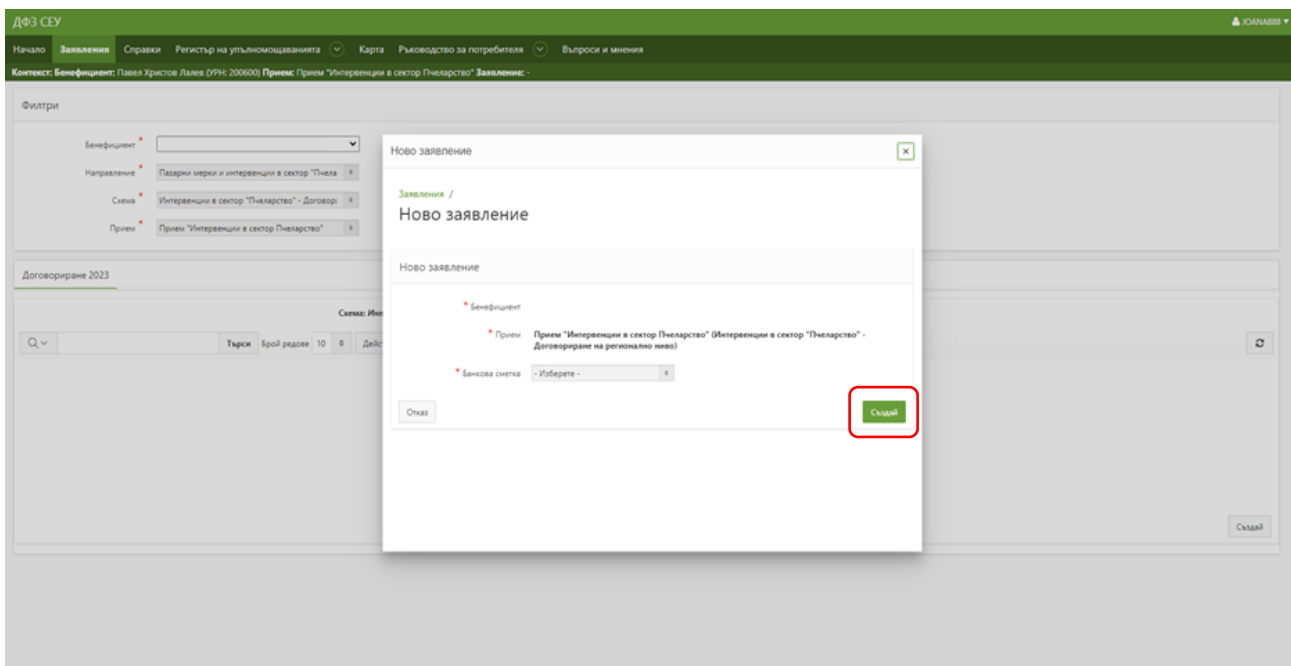 ДФЗ СЕУ
JOANA888
Начало Заявления Справки Регистър на упълномощаванията Карта Ръководство за потребителя Въпроси и мнения
Контекст: Бенефициент: Павел Христов Лалев (УРН: 200600) Прием: Прием "Интервенции в сектор Пчеларство" Заявление: -
Филтри
Бенефициент *
Направление * Пазарни мерки и интервенции в сектор "Пчела
Схема * Интервенции в сектор "Пчеларство" - Договор
Прием * Прием "Интервенции в сектор Пчеларство"
Договориране 2023
Схема: Ин
Търси Брой редове 10 Дейс
Създай
Ново заявление
Заявления /
Ново заявление
Ново заявление
* Бенефициент
* Прием Прием "Интервенции в сектор Пчеларство" (Интервенции в сектор "Пчеларство" -
Договориране на регионално ниво)
* Банкова сметка - Изберете -
Отказ Създай